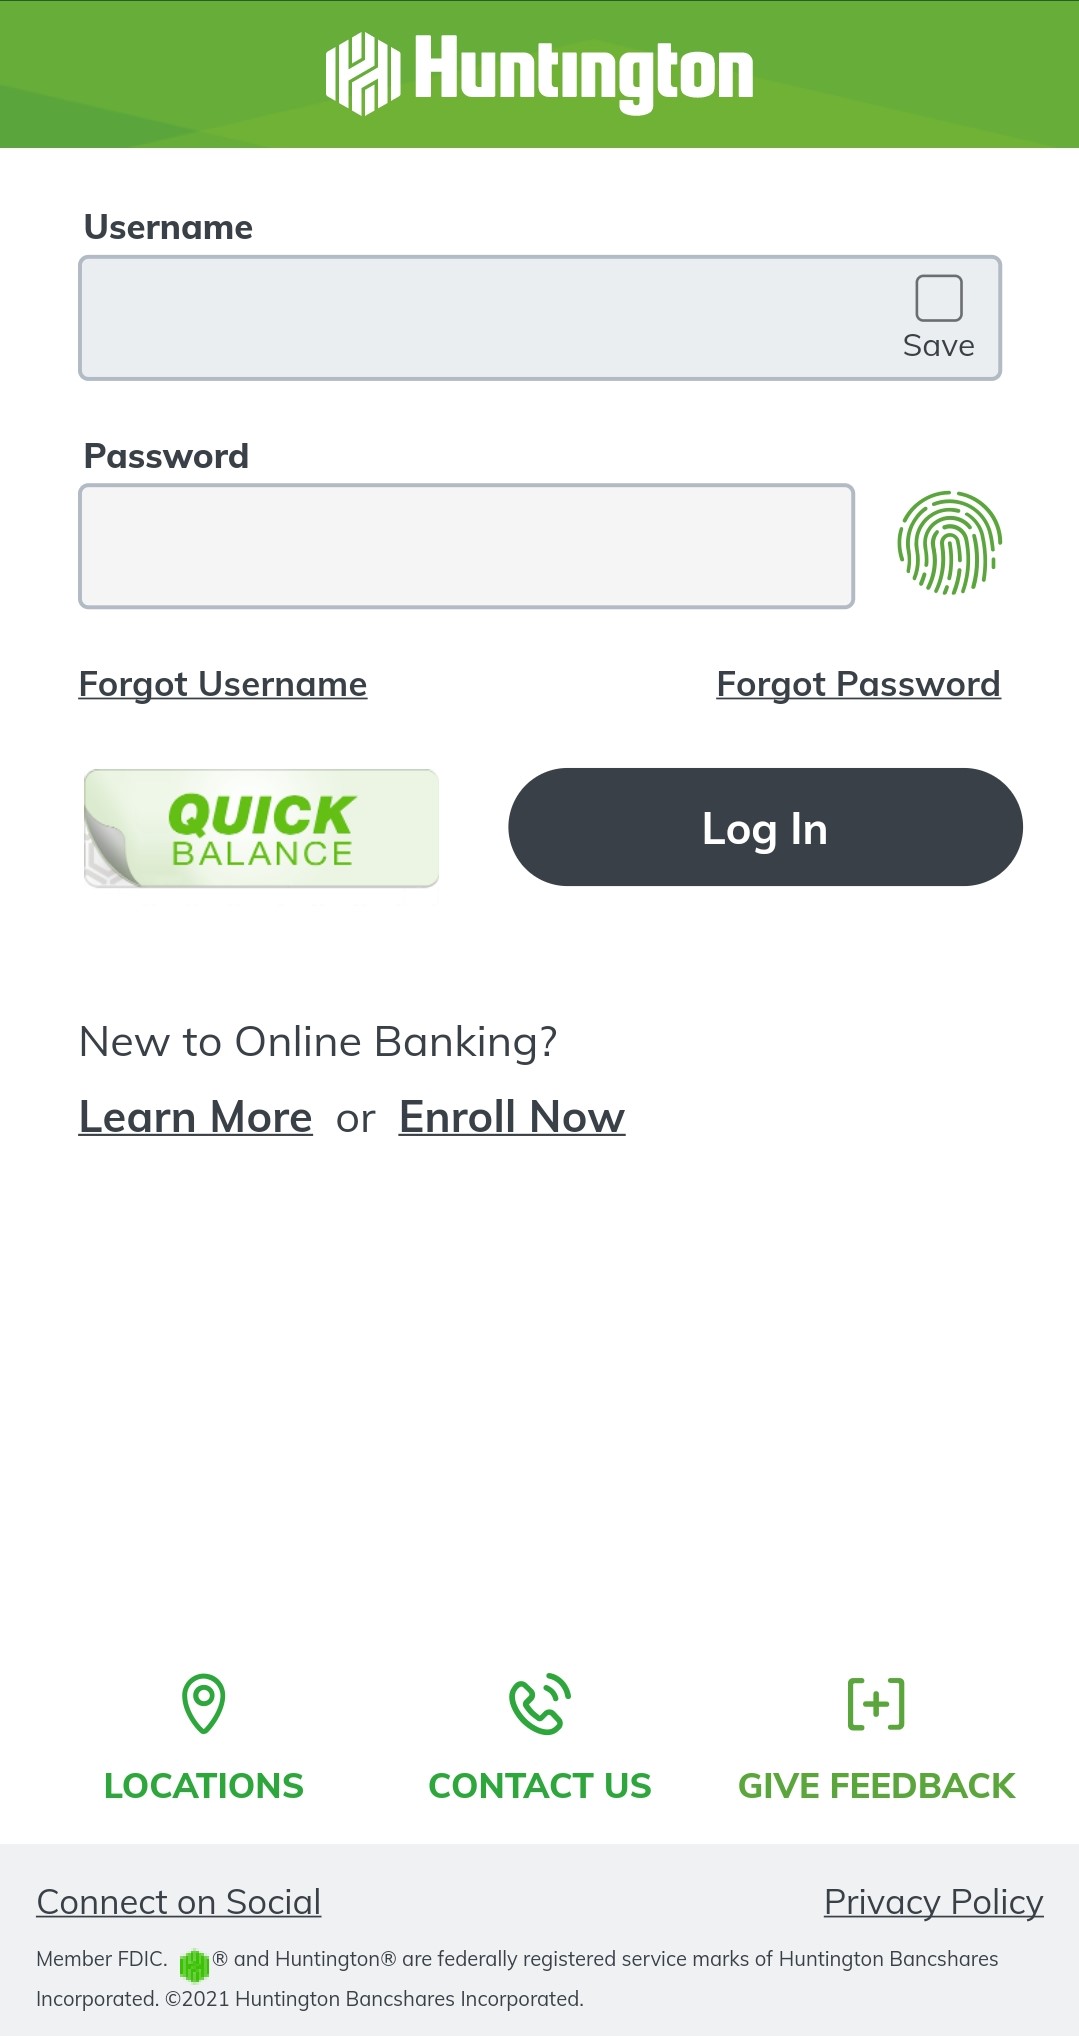 Huntington
Username
Save
Password
Forgot Username Forgot Password
QUICK
BALANCE
Log In
New to Online Banking?
Learn More or Enroll Now
LOCATIONS CONTACT US GIVE FEEDBACK
Connect on Social Privacy Policy
Member FDIC. ® and Huntington® are federally registered service marks of Huntington Bancshares
Incorporated. ©2021 Huntington Bancshares Incorporated.